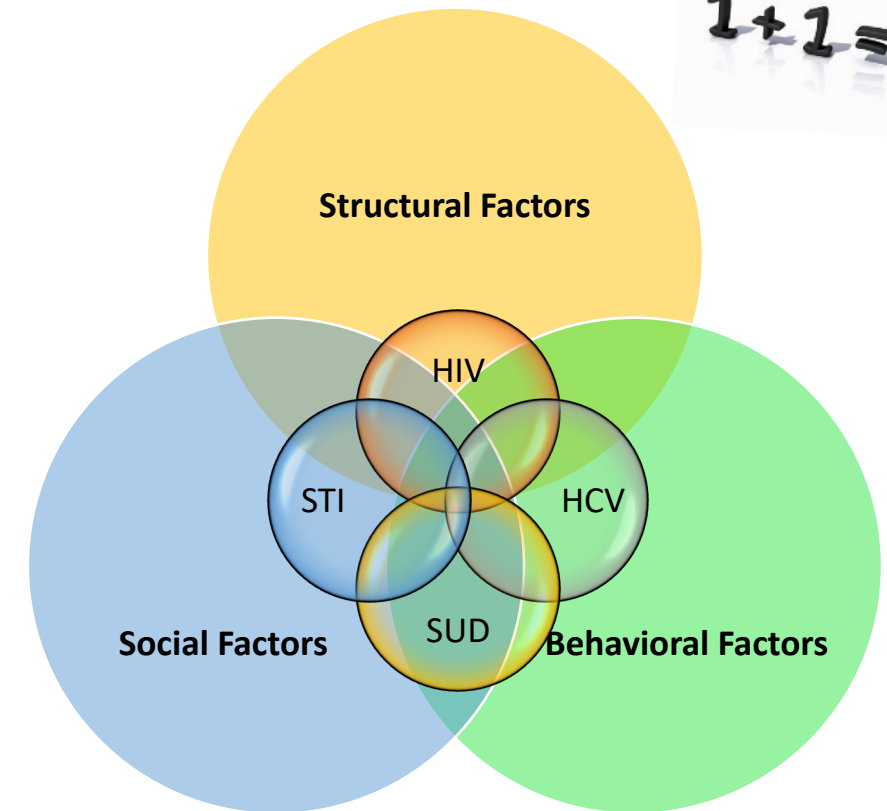 1 + 1 =
Structural Factors
HIV
STI
HCV
SUD
Social Factors
Behavioral Factors